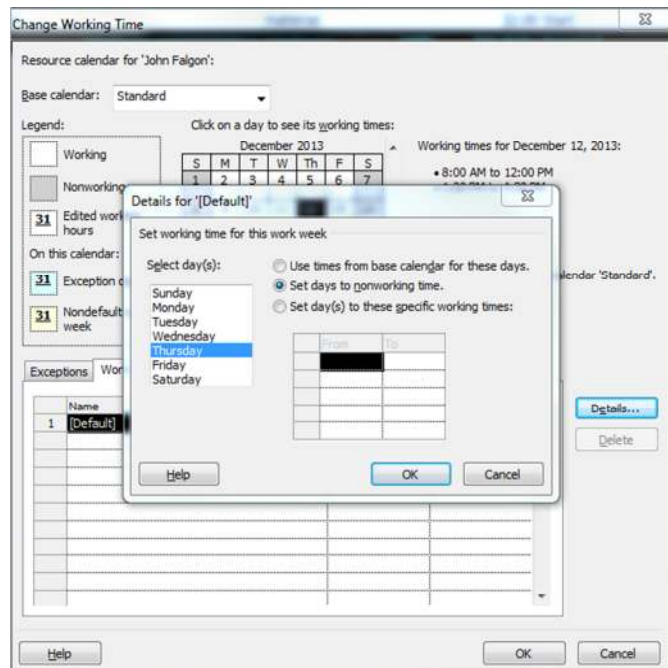 Change Working Time
Resource calendar for 'John Falgon':
Base calendar: Standard
Legend:
Click on a day to see its working times:
Working
Nonworking
31 Edited work
hours
On this calendar:
31 Exception
31 Nondefault
week
December 2013
S M T W Th F S
1 2 3 4 5 6 7
Working times for December 12, 2013:
• 8:00 AM to 12:00 PM
calendar 'Standard'.
Details for '[Default]'
Set working time for this work week
Select day(s):
Sunday
Monday
Tuesday
Wednesday
Thursday
Friday
Saturday
Use times from base calendar for these days.
Set days to nonworking time.
Set day(s) to these specific working times:
From To
Help OK Cancel
Exceptions
Name
1 [Default]
Details...
Delete
Help OK Cancel